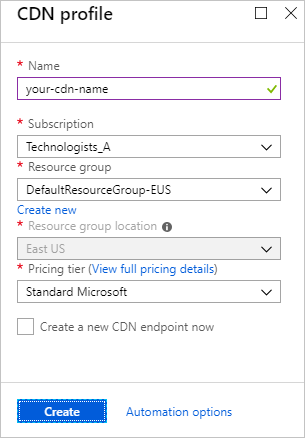 CDN profile
* Name
your-cdn-name
* Subscription
Technologists_A
* Resource group
DefaultResourceGroup-EUS
Create new
* Resource group location
East US
* Pricing tier (View full pricing details)
Standard Microsoft
Create a new CDN endpoint now
Create Automation options